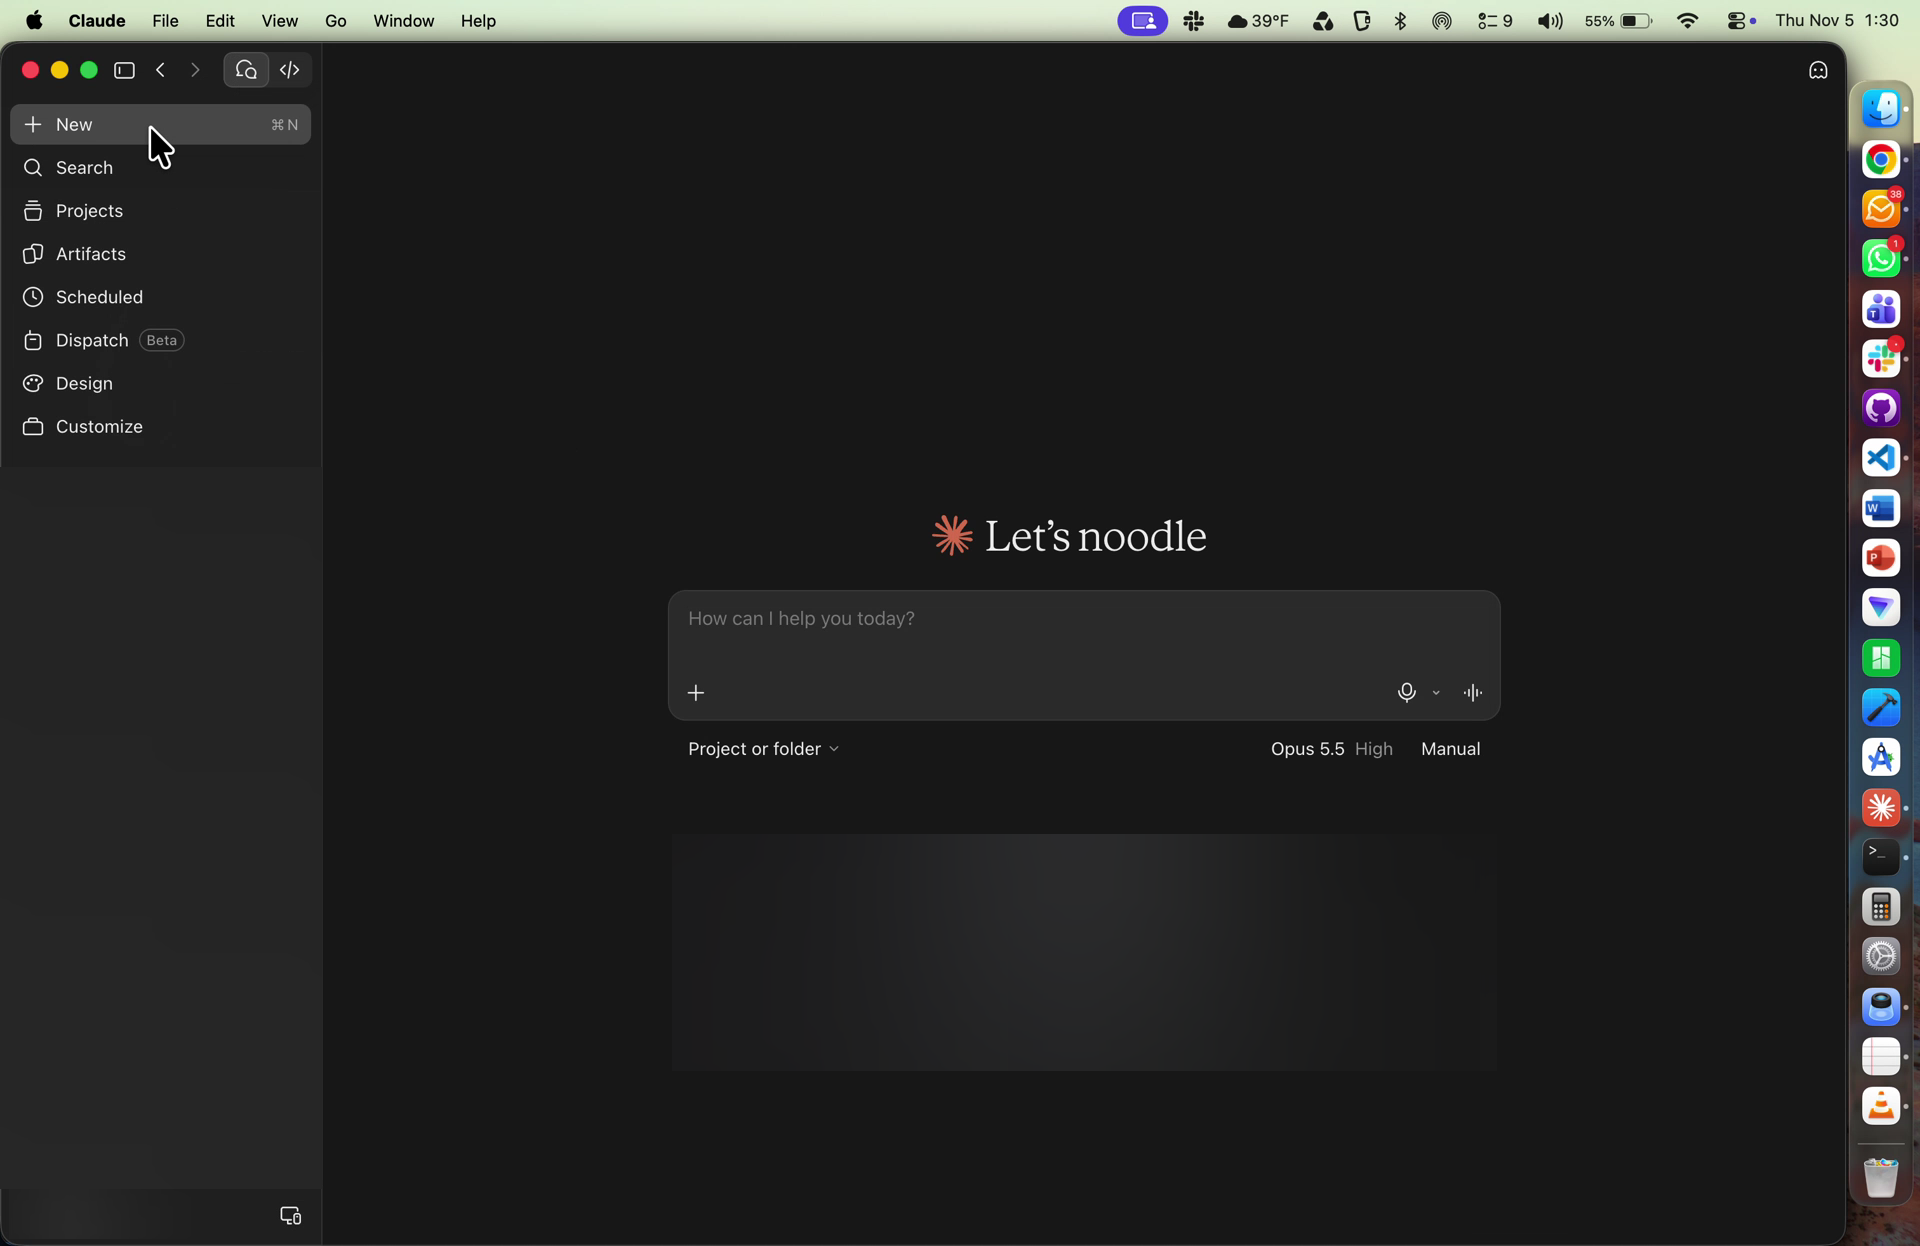 Claude File Edit View Go Window Help 39°F 9 55% Thu Nov 5 1:30
New ⌘N
Search
Projects
Artifacts
Scheduled
Dispatch Beta
Design
Customize
Let's noodle
How can I help you today?
Project or folder Opus 5.5 High Manual
38
1
T
W
P
>_